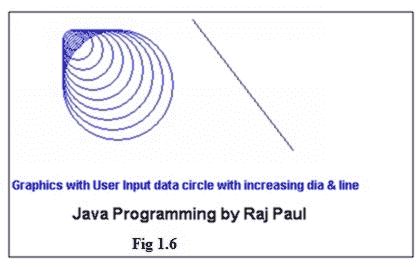 Graphics with User Input data circle with increasing dia & line
Java Programming by Raj Paul
Fig 1.6